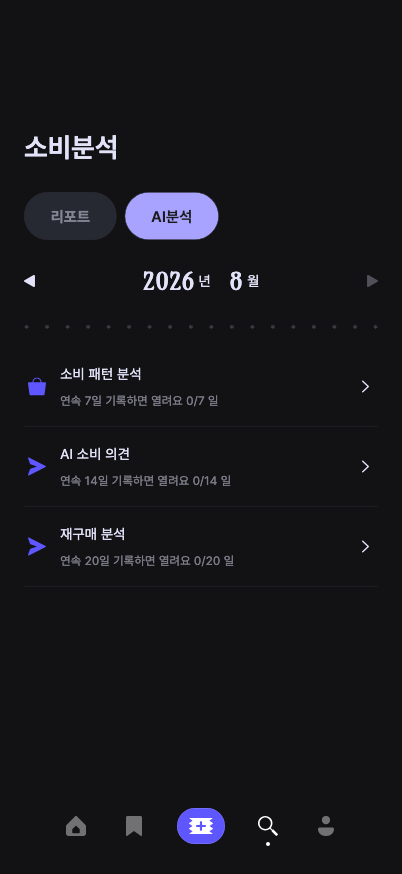 소비분석
리포트 AI분석
2026 년 8 월
소비 패턴 분석
연속 7일 기록하면 열려요 0/7 일
AI 소비 의견
연속 14일 기록하면 열려요 0/14 일
재구매 분석
연속 20일 기록하면 열려요 0/20 일